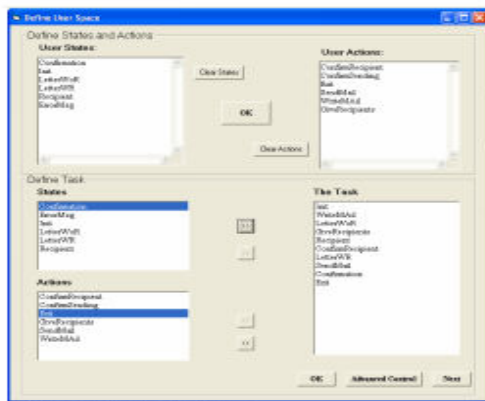 Define User Space
Define States and Actions
User States:
User Actions:
Confirmation
Init
LetterWoR
LetterWR
Recipient
ErrorMsg
Clear States
OK
Clear Actions
ConfirmRecipient
ConfirmSending
Exit
SendMail
WriteMAil
GiveRecipients
Define Task
States
The Task
Confirmation
ErrorMsg
Init
LetterWoR
LetterWR
Recipient
>>
<<
Init
WriteMAil
LetterWoR
GiveRecipients
Recipient
ConfirmRecipient
LetterWR
SendMail
Confirmation
Exit
Actions
ConfirmRecipient
ConfirmSending
Exit
GiveRecipients
SendMail
WriteMAil
<<
OK
Advanced Control
Next